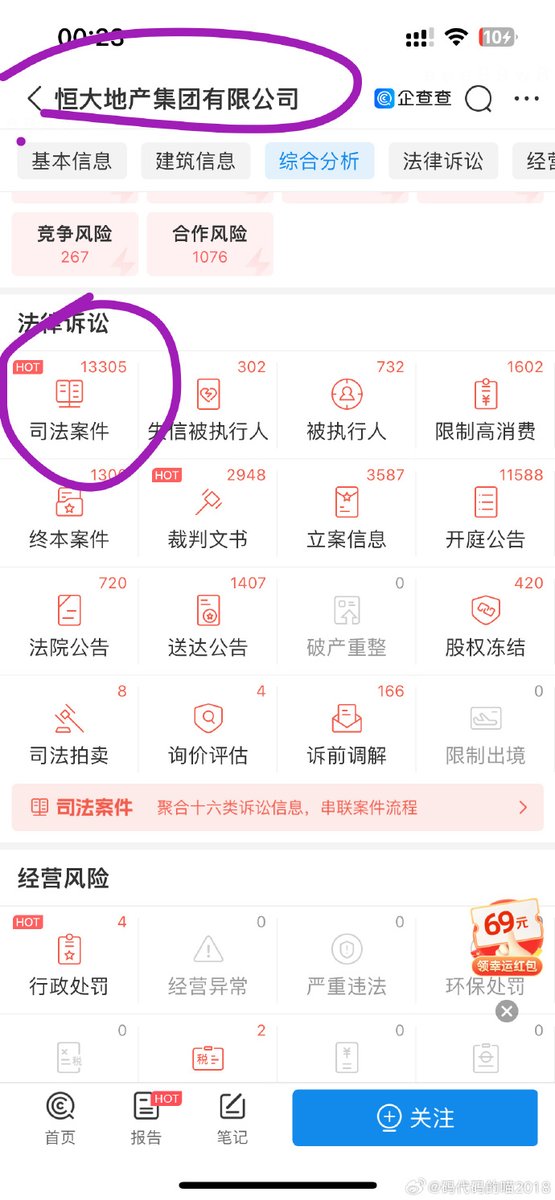 00:23
10
恒大地产集团有限公司
企查查
基本信息 建筑信息 综合分析 法律诉讼 经营
竞争风险 合作风险
267 1076
法律诉讼
HOT 13305 302 732 1602
司法案件 失信被执行人 被执行人 限制高消费
HOT 2948 3587 11588
终本案件 裁判文书 立案信息 开庭公告
720 1407 0 420
法院公告 送达公告 破产重整 股权冻结
8 4 166 0
司法拍卖 询价评估 诉前调解 限制出境
司法案件 聚合十六类诉讼信息，串联案件流程
经营风险
HOT 4 0 0
69元
领幸运红包
行政处罚 经营异常 严重违法 环保处罚
0 2 0 0
税 税
HOT
关注
首页 报告 笔记
@码代码的喵2018